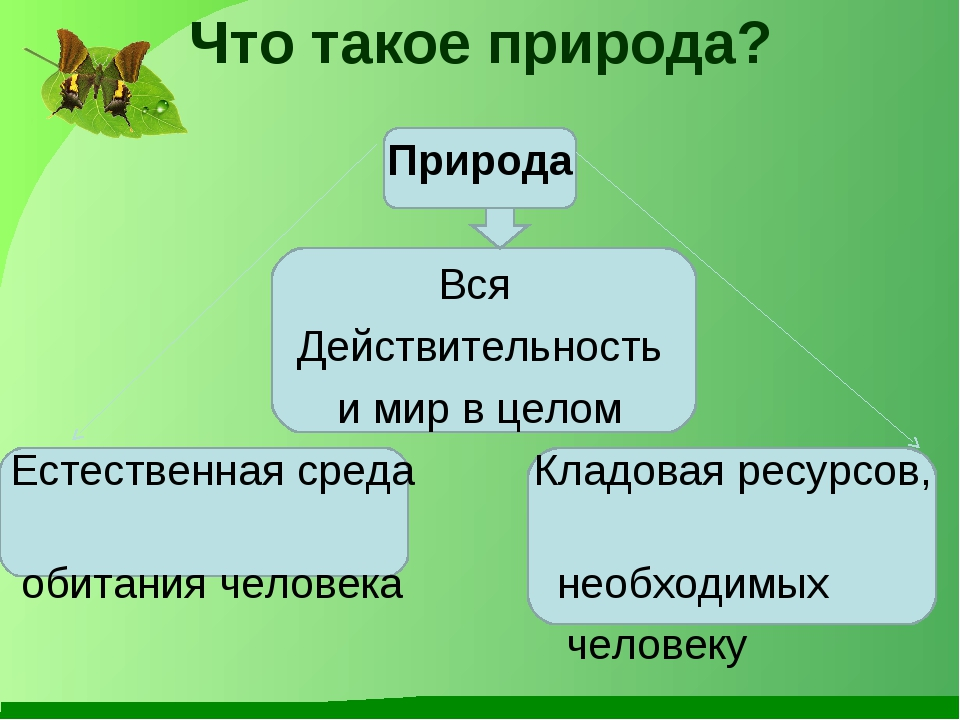 Что такое природа?
Природа
Вся
Действительность
и мир в целом
Естественная среда
обитания человека
Кладовая ресурсов,
необходимых
человеку